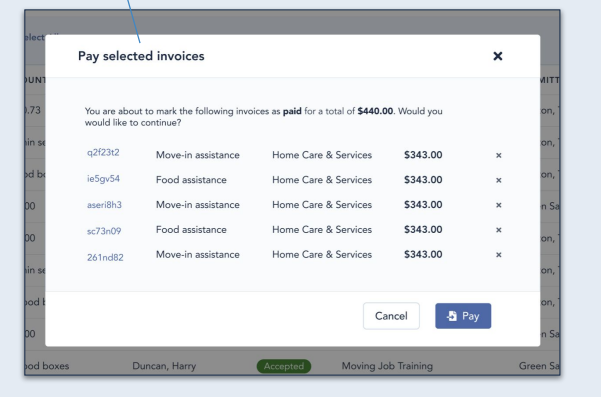 Pay selected invoices
You are about to mark the following invoices as paid for a total of $440.00. Would you
would like to continue?
q2f23t2 Move-in assistance Home Care & Services $343.00 ×
ie5gv54 Food assistance Home Care & Services $343.00 ×
aseri8h3 Move-in assistance Home Care & Services $343.00 ×
sc73n09 Food assistance Home Care & Services $343.00 ×
261nd82 Move-in assistance Home Care & Services $343.00 ×
Cancel Pay
ood boxes Duncan, Harry Accepted Moving Job Training Green Sa